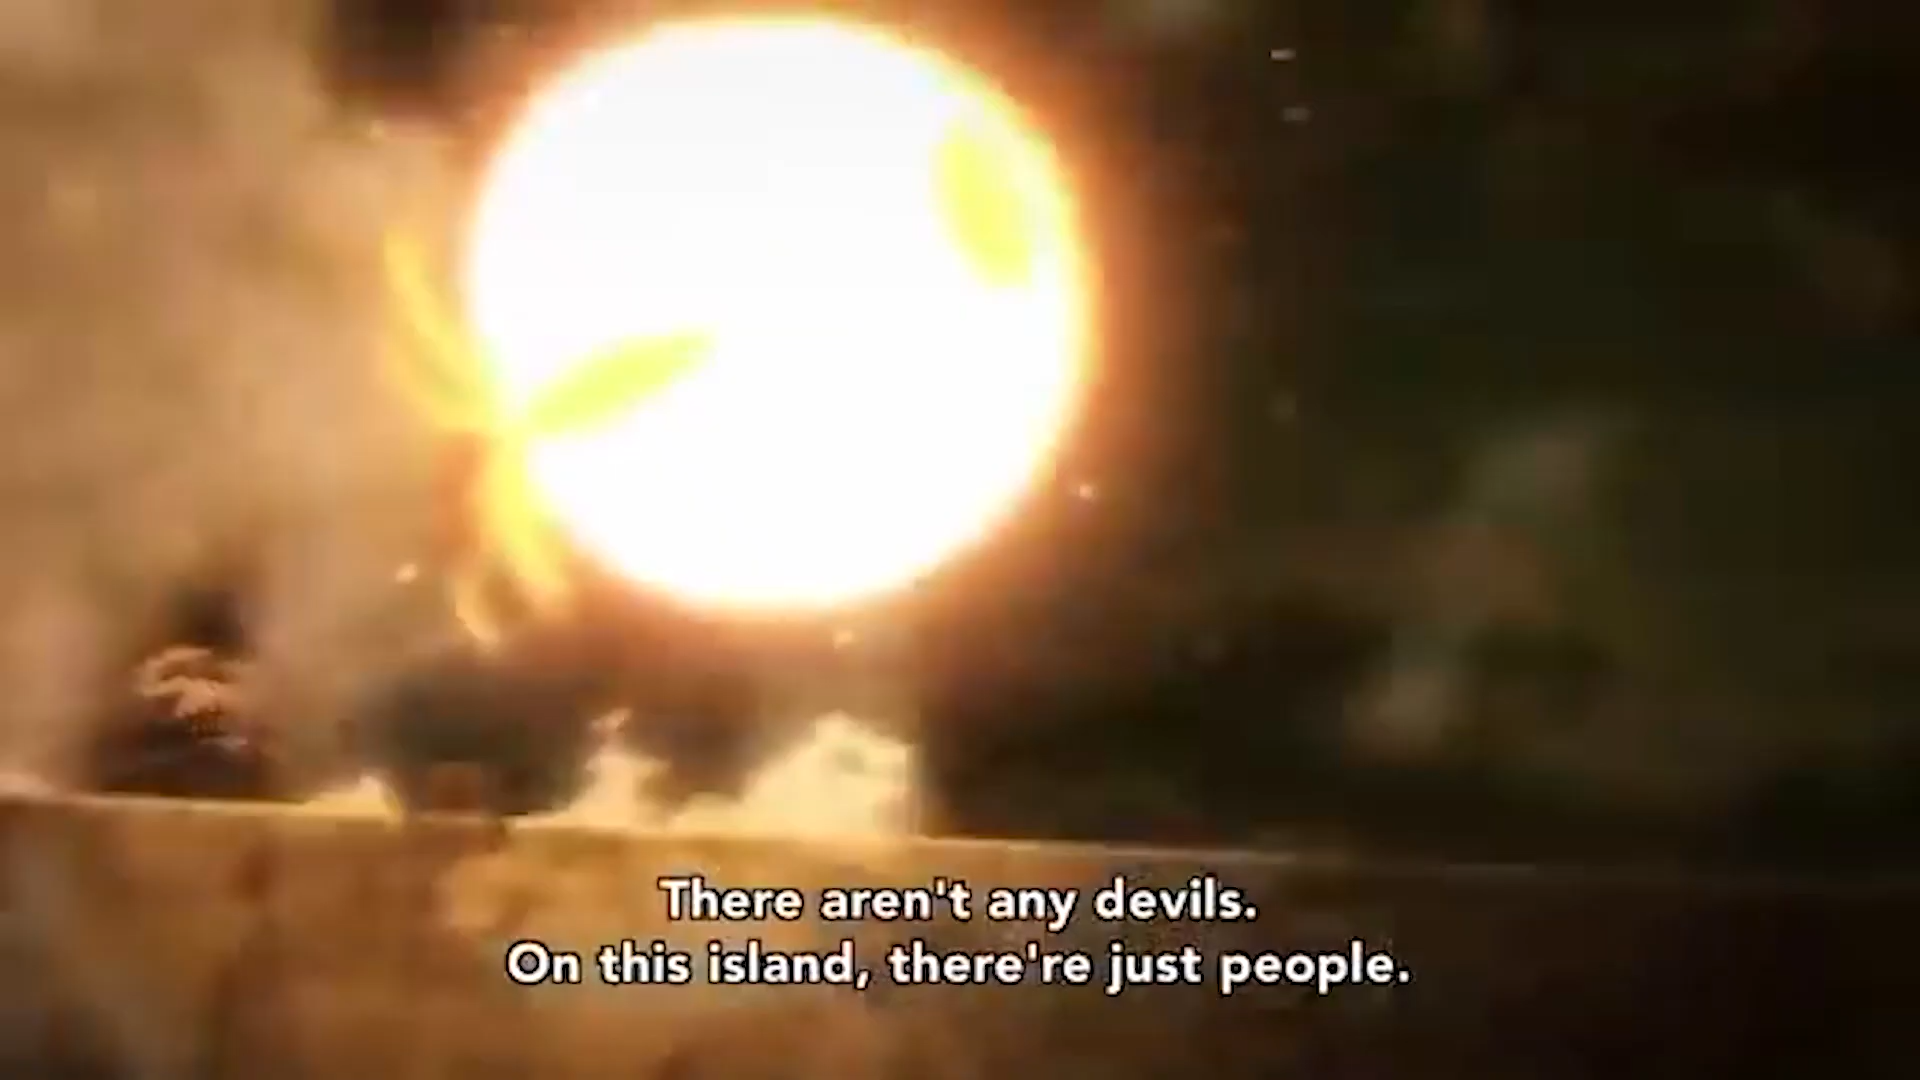 There aren't any devils.
On this island, there're just people.